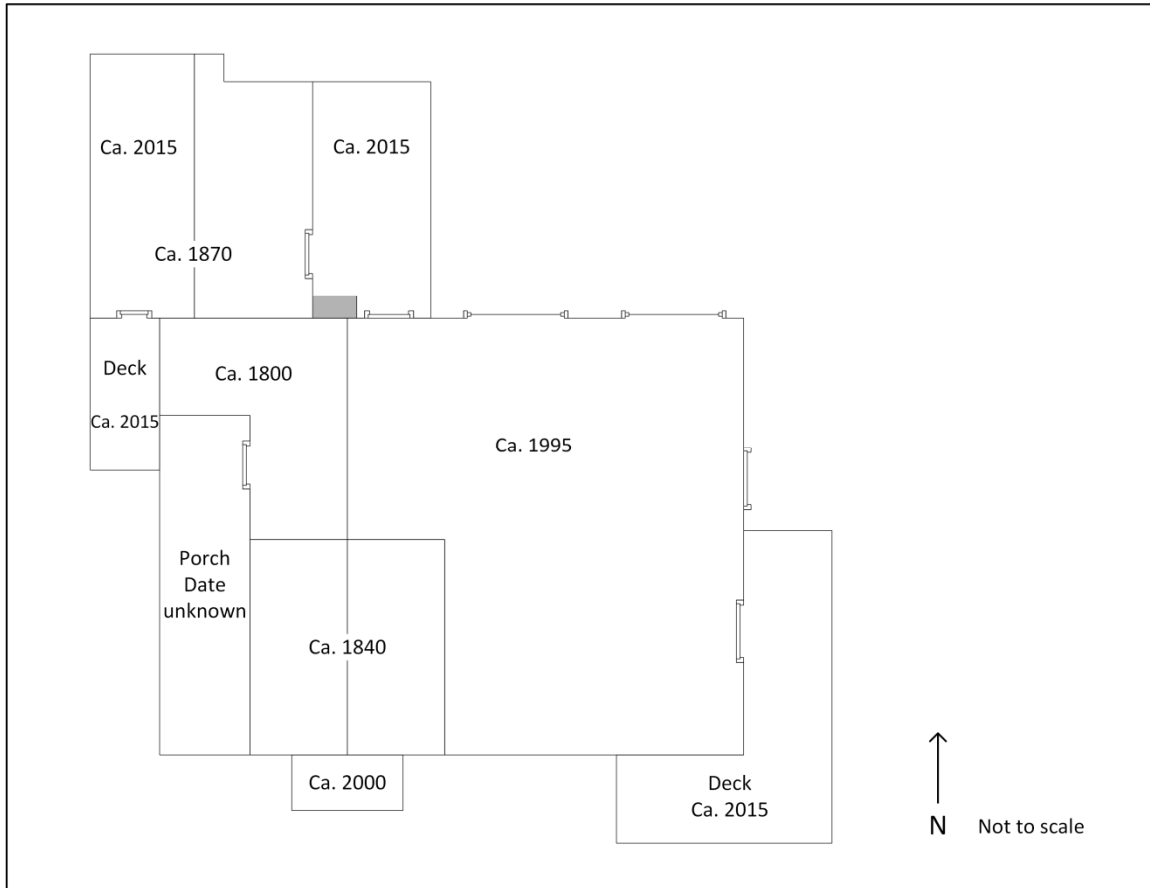 Ca. 2015
Ca. 2015
Ca. 1870
Deck
Ca. 2015
Ca. 1800
Ca. 1995
Porch
Date
unknown
Ca. 1840
Ca. 2000
Deck
Ca. 2015
N
Not to scale